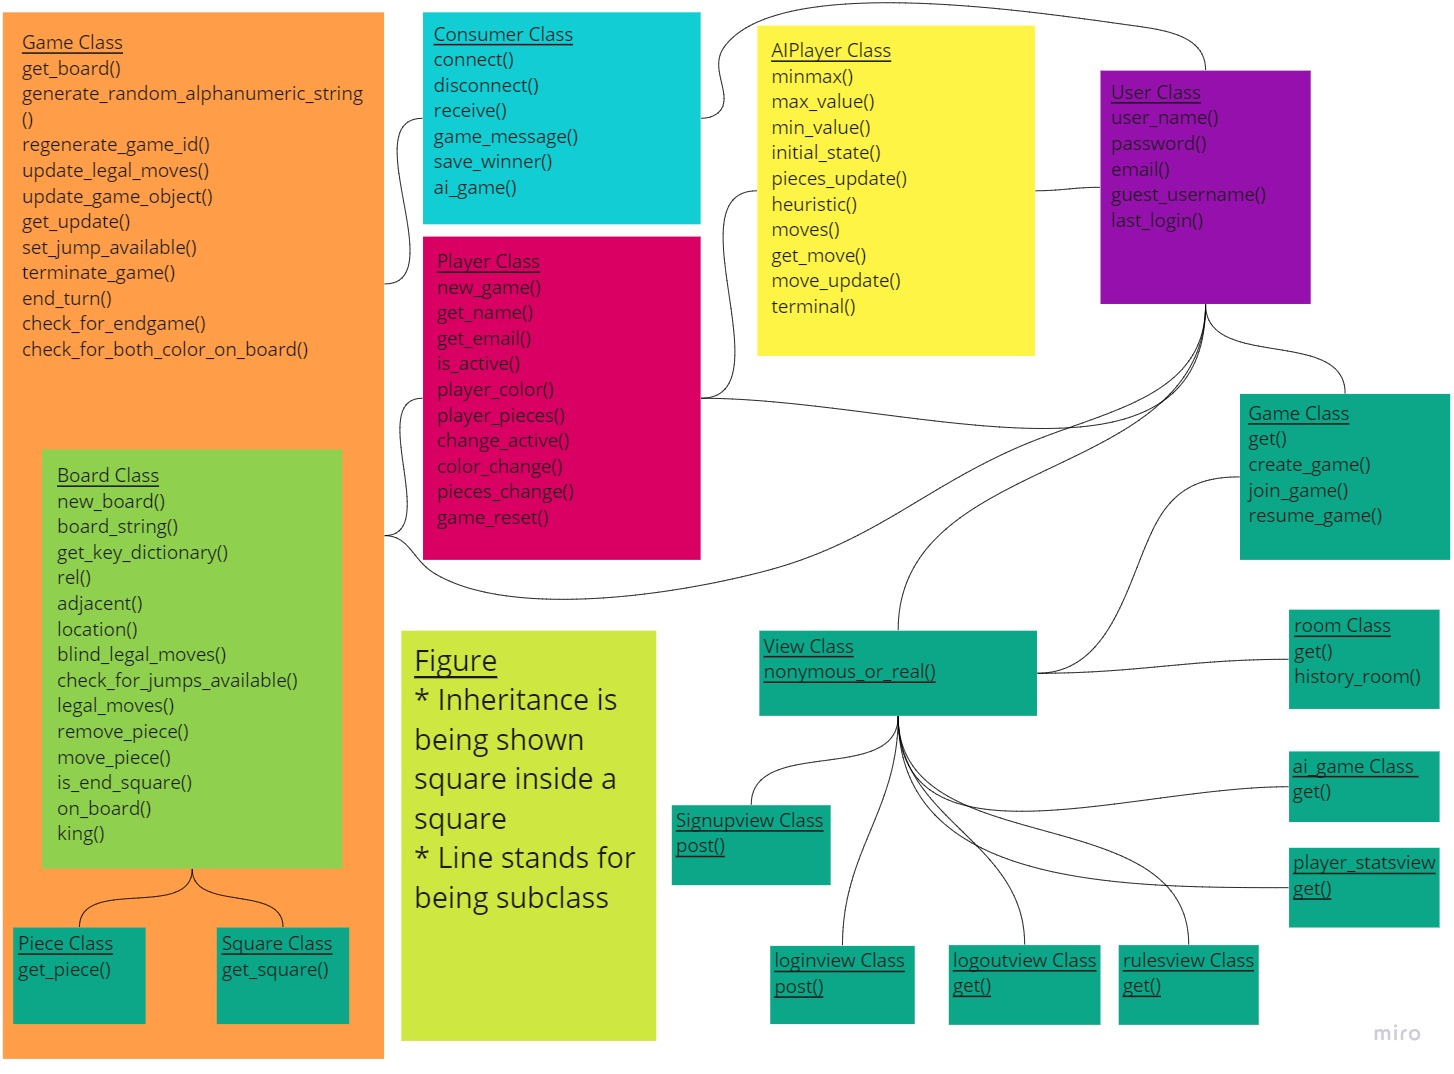 Game Class
get_board()
generate_random_alphanumeric_string
()
regenerate_game_id()
update_legal_moves()
update_game_object()
get_update()
set_jump_available()
terminate_game()
end_turn()
check_for_endgame()
check_for_both_color_on_board()
Board Class
new_board()
board_string()
get_key_dictionary()
rel()
adjacent()
location()
blind_legal_moves()
check_for_jumps_available()
legal_moves()
remove_piece()
move_piece()
is_end_square()
on_board()
king()
Piece Class
get_piece()
Square Class
get_square()
Consumer Class
connect()
disconnect()
receive()
game_message()
save_winner()
ai_game()
Player Class
new_game()
get_name()
get_email()
is_active()
player_color()
player_pieces()
change_active()
color_change()
pieces_change()
game_reset()
Figure
* Inheritance is
being shown
square inside a
square
* Line stands for
being subclass
AIPlayer Class
minmax()
max_value()
min_value()
initial_state()
pieces_update()
heuristic()
moves()
get_move()
move_update()
terminal()
User Class
user_name()
password()
email()
guest_username()
last_login()
Game Class
get()
create_game()
join_game()
resume_game()
View Class
nonymous_or_real()
room Class
get()
history_room()
ai_game Class
get()
player_statsview
get()
Signupview Class
post()
loginview Class
post()
logoutview Class
get()
rulesview Class
get()
miro